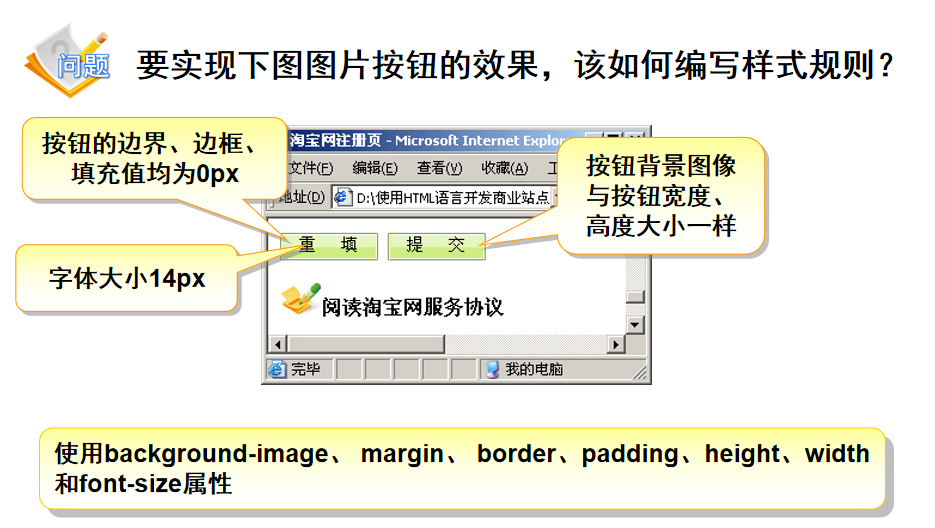 问题
要实现下图图片按钮的效果，该如何编写样式规则？
按钮的边界、边框、
填充值均为0px
字体大小14px
淘宝网注册页 - Microsoft Internet Explor
文件(F) 编辑(E) 查看(V) 收藏(A)
地址(D) D:\使用HTML语言开发商业站点
重 填 提 交
阅读淘宝网服务协议
完毕 我的电脑
按钮背景图像
与按钮宽度、
高度大小一样
使用background-image、 margin、 border、padding、height、width
和font-size属性